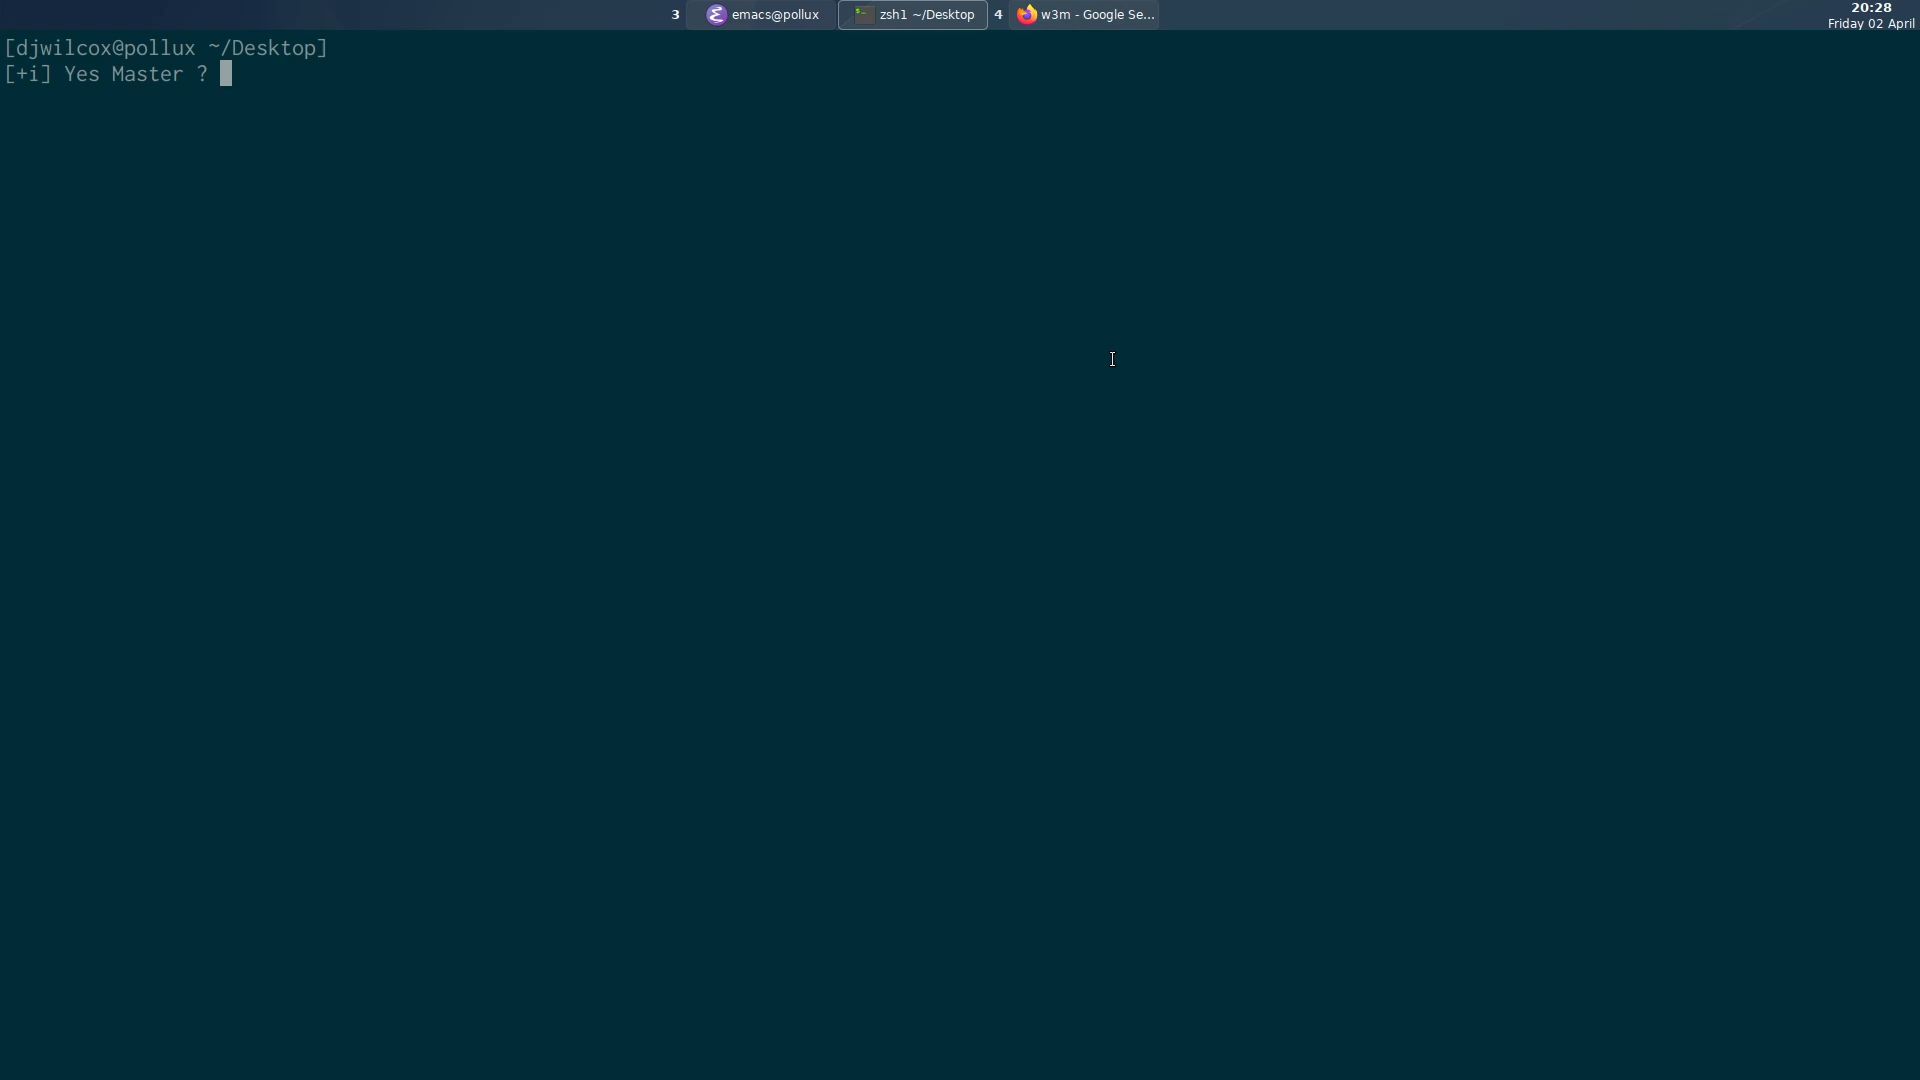 3 emacs@pollux zsh1 ~/Desktop 4 w3m - Google Se... 20:28
Friday 02 April
[djwilcox@pollux ~/Desktop]
[+i] Yes Master ?